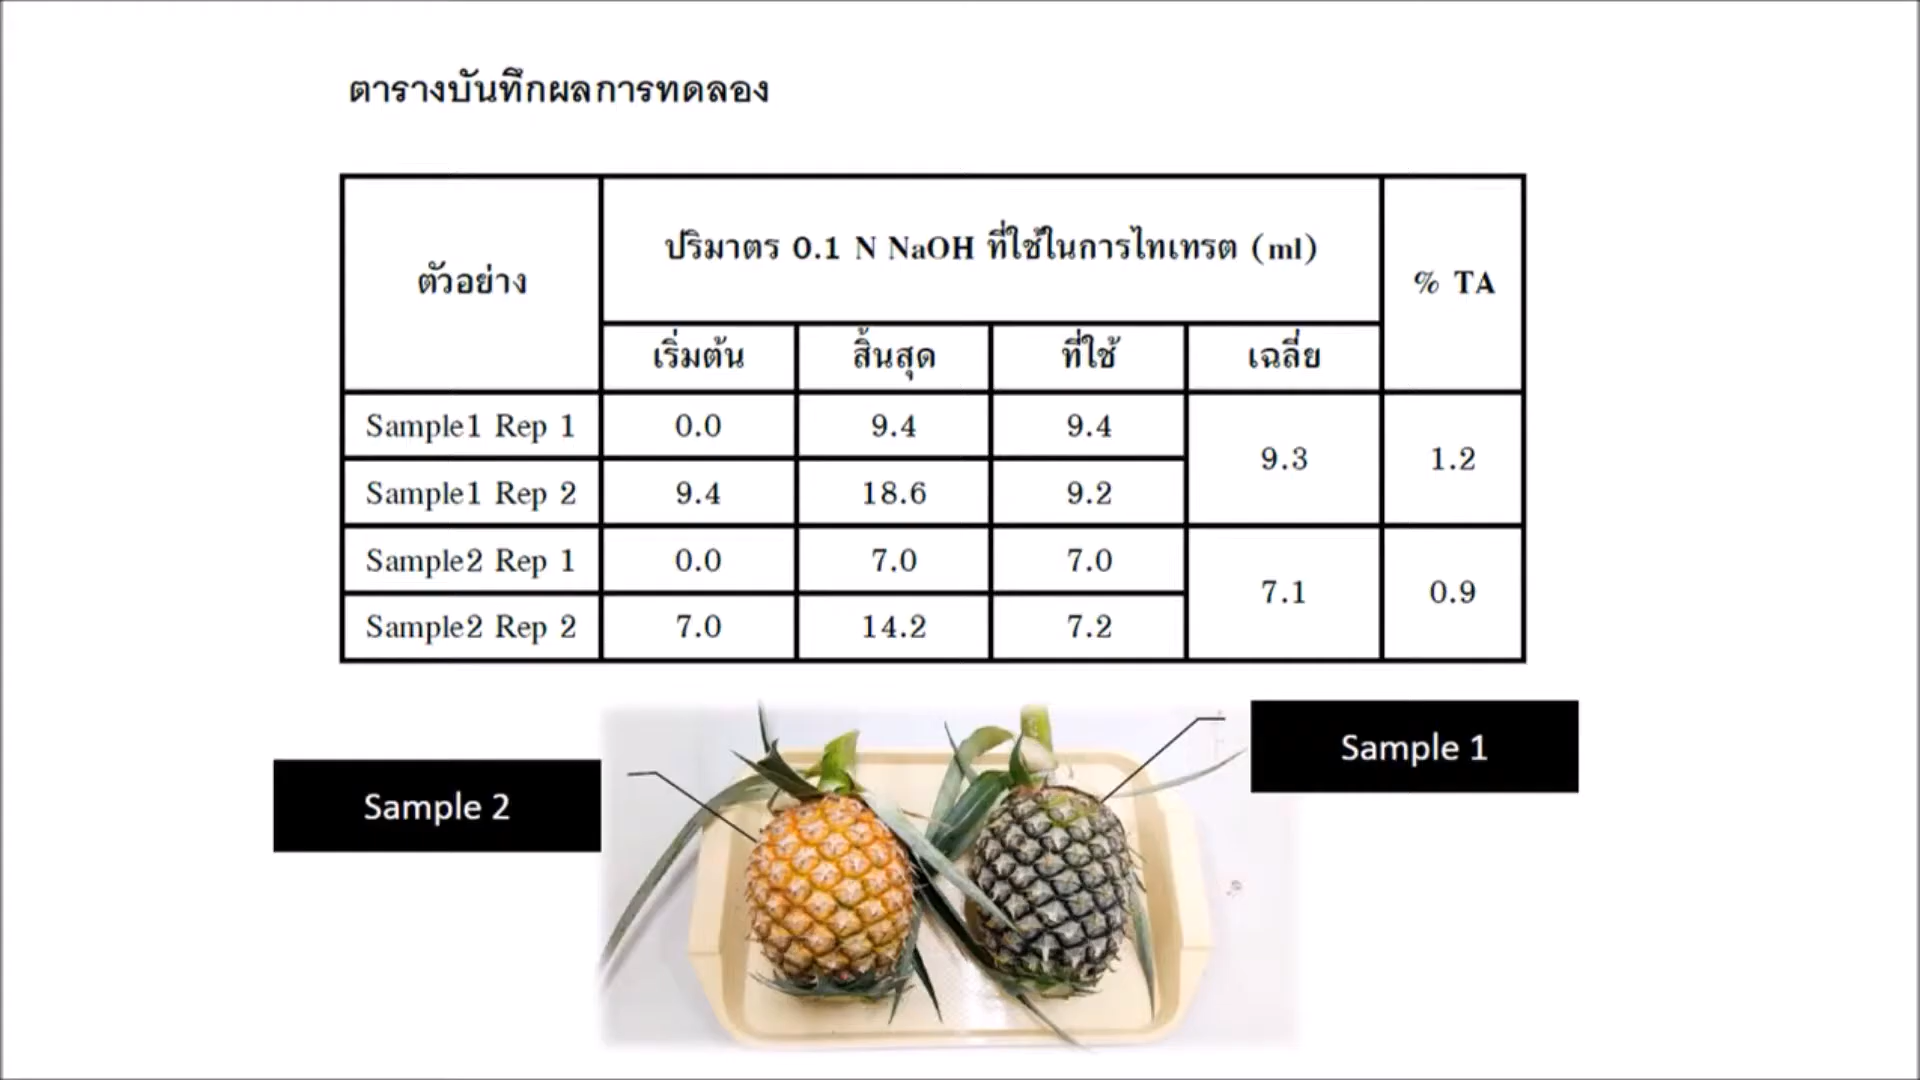 ตารางบันทึกผลการทดลอง
ตัวอย่าง ปริมาตร 0.1 N NaOH ที่ใช้ในการไทเทรต (ml) % TA
เริ่มต้น สิ้นสุด ที่ใช้ เฉลี่ย
Sample1 Rep 1 0.0 9.4 9.4 9.3 1.2
Sample1 Rep 2 9.4 18.6 9.2
Sample2 Rep 1 0.0 7.0 7.0 7.1 0.9
Sample2 Rep 2 7.0 14.2 7.2
Sample 1
Sample 2